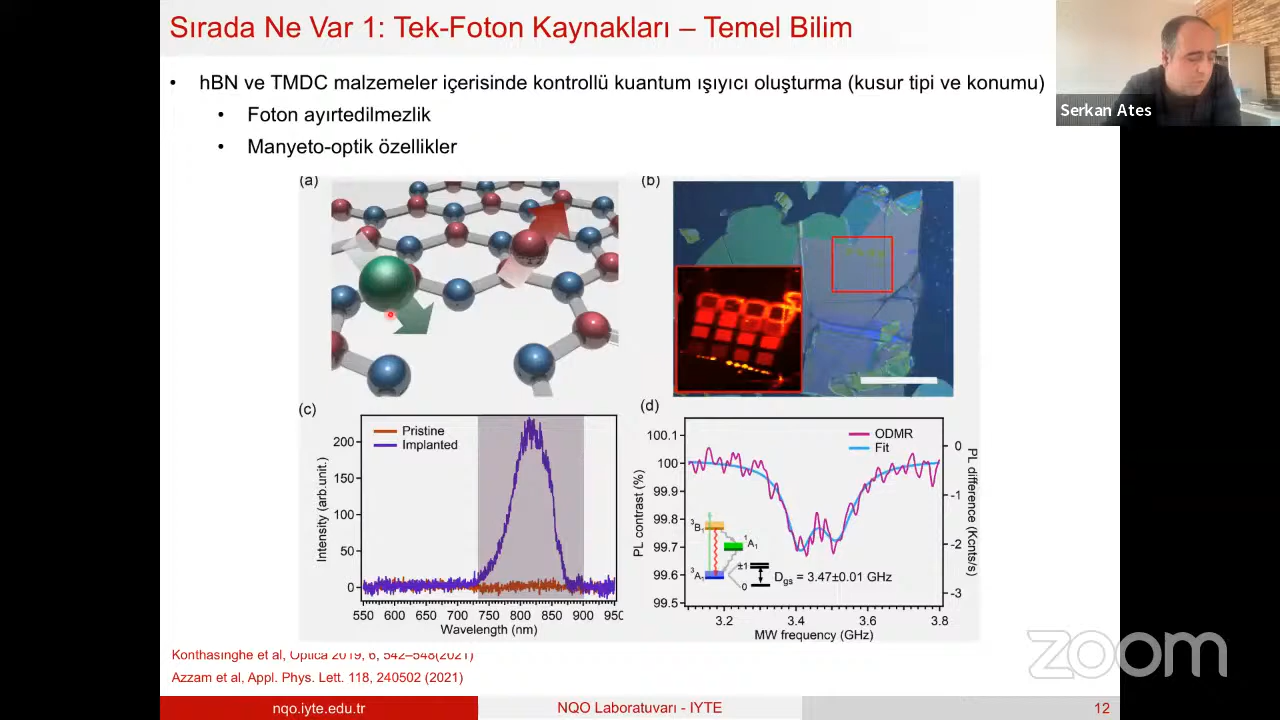 Sırada Ne Var 1: Tek-Foton Kaynakları – Temel Bilim
Serkan Ates
• hBN ve TMDC malzemeler içerisinde kontrollü kuantum ışıyıcı oluşturma (kusur tipi ve konumu)
• Foton ayırtedilmezlik
• Manyeto-optik özellikler
(a)
(b)
(c)
Pristine
Implanted
Intensity (arb.unit.)
200
150
100
50
0
550 600 650 700 750 800 850 900 950
Wavelength (nm)
(d)
ODMR
Fit
PL contrast (%)
100.1
100
99.9
99.8
99.7
99.6
99.5
0
-1
-2
-3
PL difference (Kcnts/s)
³B₁
¹A₁
³A₁
±1
0
Dgs = 3.47±0.01 GHz
3.2 3.4 3.6 3.8
MW frequency (GHz)
Konthasinghe et al, Optica 2019, 6, 542–548(2021)
Azzam et al, Appl. Phys. Lett. 118, 240502 (2021)
zoom
nqo.iyte.edu.tr
NQO Laboratuvarı - IYTE
12